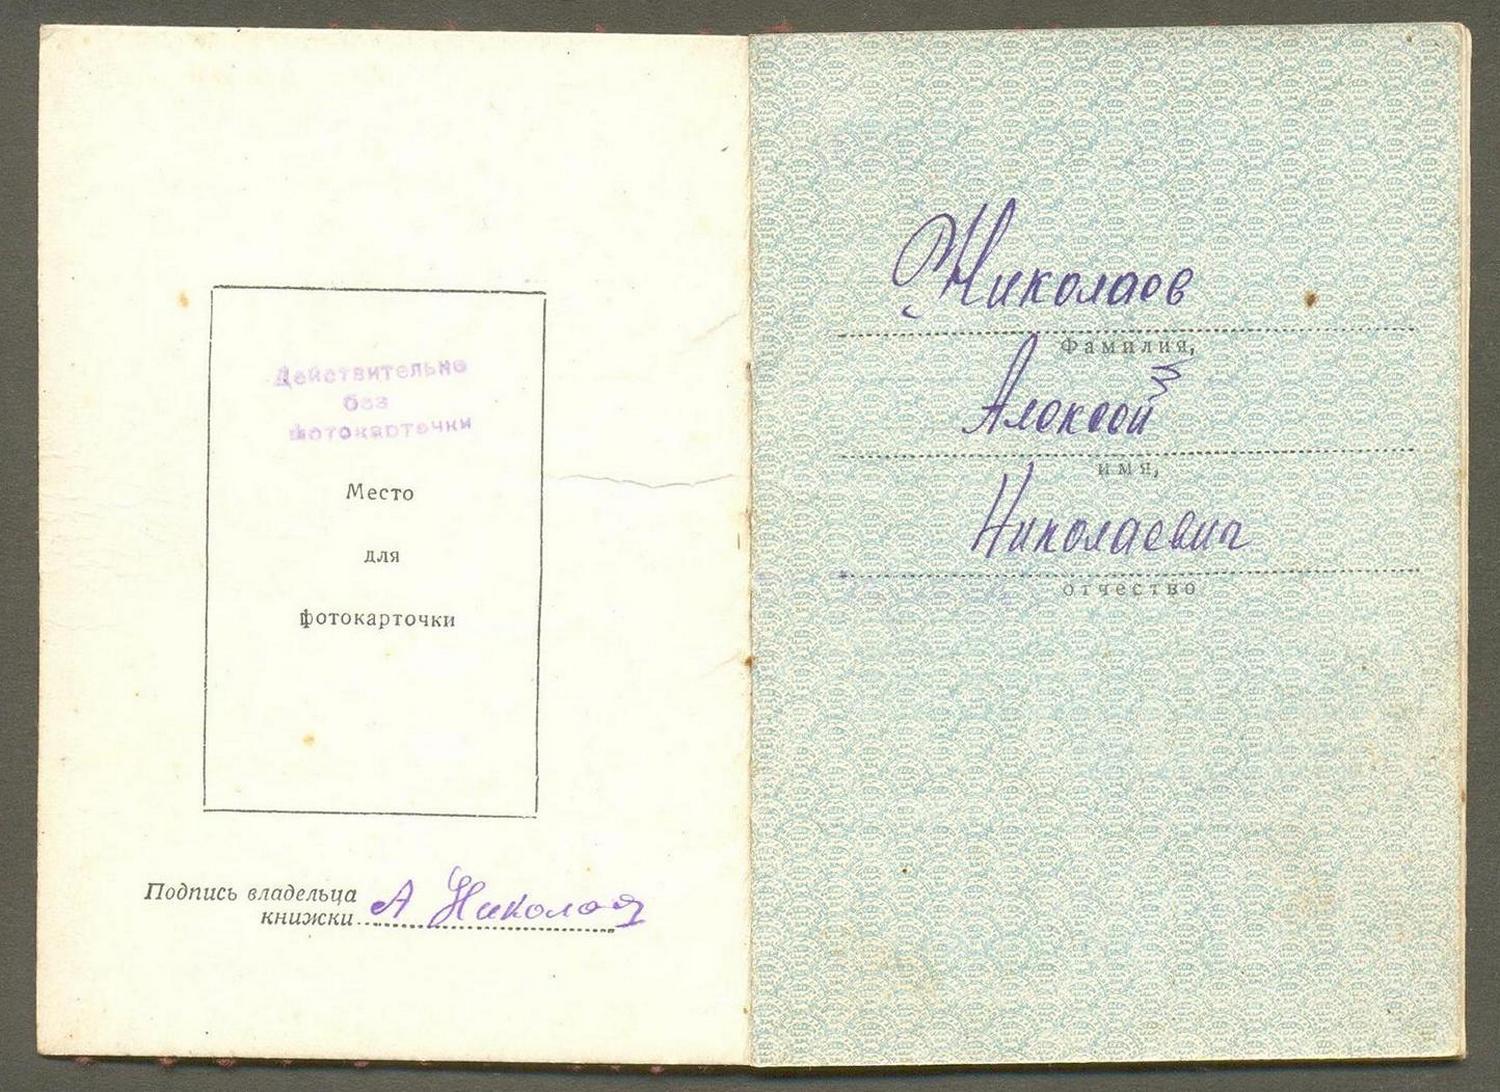 Действительно
без
фотокарточки
Место
для
фотокарточки
Подпись владельца
книжки А Николаев
Николаев
Фамилия,
Алексей
имя,
Николаевич
отчество